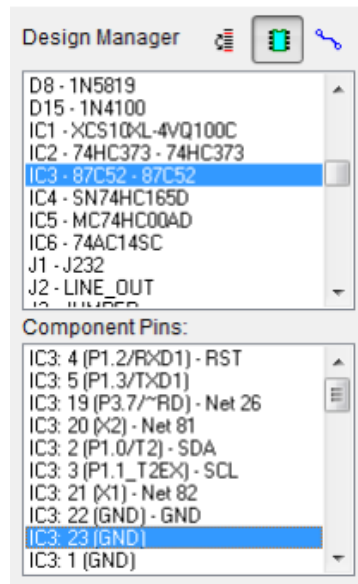 Design Manager
D8 - 1N5819
D15 - 1N4100
IC1 - XCS10XL-4VQ100C
IC2 - 74HC373 - 74HC373
IC3 - 87C52 - 87C52
IC4 - SN74HC165D
IC5 - MC74HC00AD
IC6 - 74AC14SC
J1 - J232
J2 - LINE_OUT
Component Pins:
IC3: 4 (P1.2/RXD1) - RST
IC3: 5 (P1.3/TXD1)
IC3: 19 (P3.7/~RD) - Net 26
IC3: 20 (X2) - Net 81
IC3: 2 (P1.0/T2) - SDA
IC3: 3 (P1.1_T2EX) - SCL
IC3: 21 (X1) - Net 82
IC3: 22 (GND) - GND
IC3: 23 (GND)
IC3: 1 (GND)